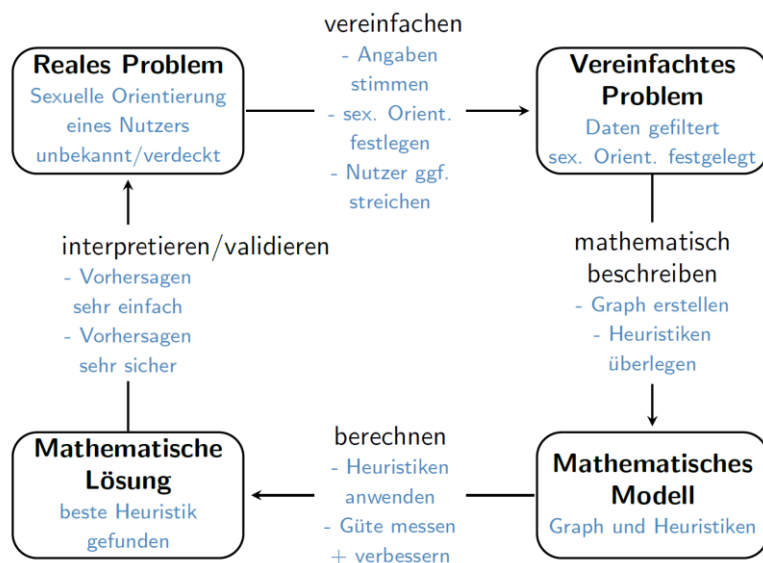 Reales Problem
Sexuelle Orientierung
eines Nutzers
unbekannt/verdeckt
vereinfachen
- Angaben
stimmen
- sex. Orient.
festlegen
- Nutzer ggf.
streichen
Vereinfachtes
Problem
Daten gefiltert
sex. Orient. festgelegt
mathematisch
beschreiben
- Graph erstellen
- Heuristiken
überlegen
Mathematisches
Modell
Graph und Heuristiken
berechnen
- Heuristiken
anwenden
- Güte messen
+ verbessern
Mathematische
Lösung
beste Heuristik
gefunden
interpretieren/validieren
- Vorhersagen
sehr einfach
- Vorhersagen
sehr sicher